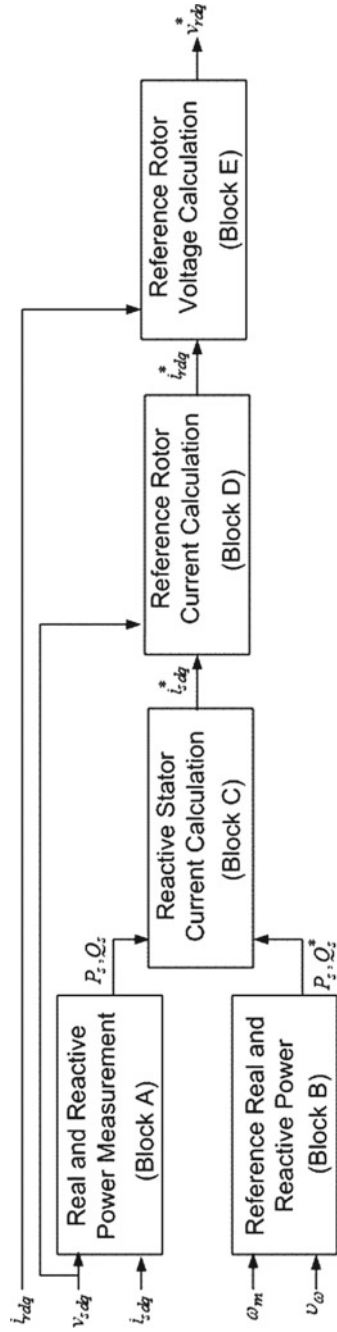 i_rdq
v_sdq
i_sdq
Real and Reactive
Power Measurement
(Block A)
P_s, Q_s
ω_m
v_ω
Reference Real and
Reactive Power
(Block B)
P_s, Q_s^*
Reactive Stator
Current Calculation
(Block C)
i_sdq^*
Reference Rotor
Current Calculation
(Block D)
i_rdq^*
Reference Rotor
Voltage Calculation
(Block E)
v_rdq^*